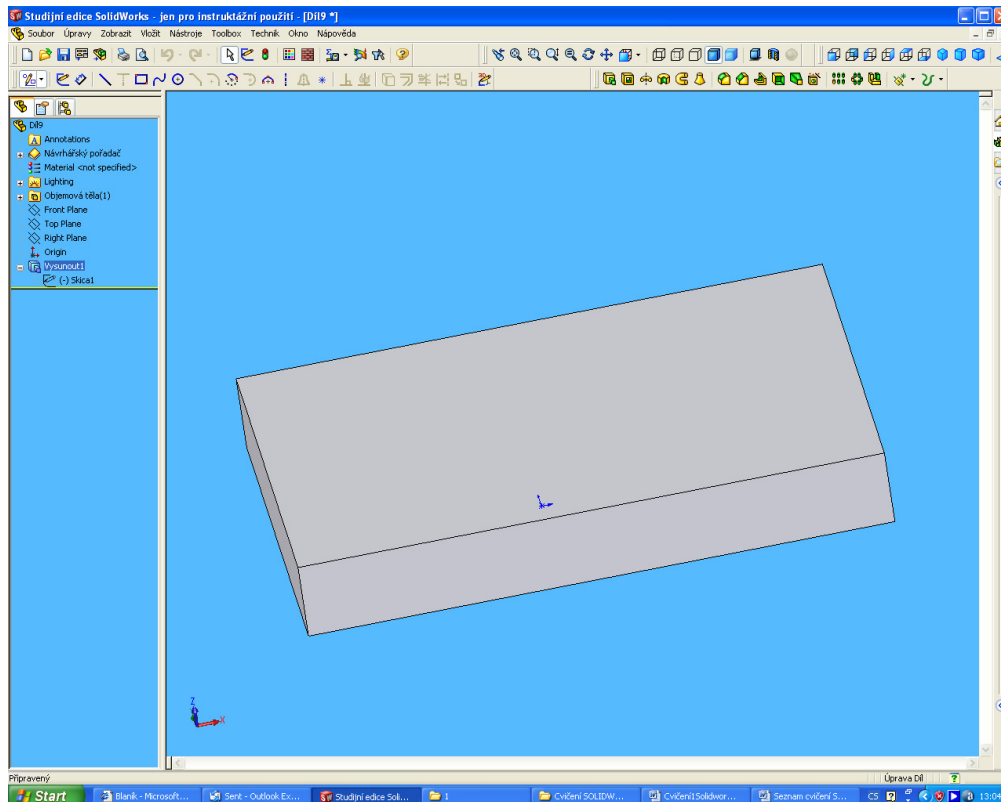 Studijní edice SolidWorks - jen pro instruktážní použití - [Díl9 *]
Soubor Úpravy Zobrazit Vložit Nástroje Toolbox Technik Okno Nápověda
Díl9
Annotations
Návrhářský pořadač
Material <not specified>
Lighting
Objemová těla(1)
Front Plane
Top Plane
Right Plane
Origin
Vysunout1
(-) Skica1
Z
X
Připravený
Úprava Díl
Start
Blaník - Microsoft...
Sent - Outlook Ex...
Studijní edice Soli...
1
Cvičení SOLIDW...
Cvičení1Solidwor...
Seznam cvičení S...
CS
13:04